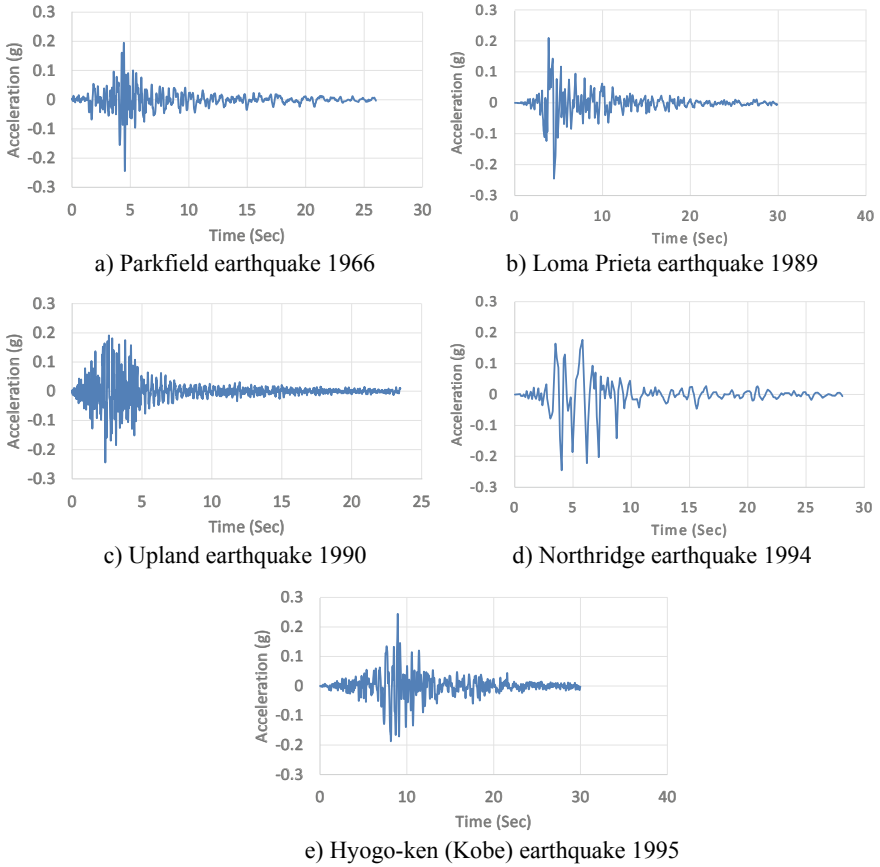 0.3
0.2
0.1
0
-0.1
-0.2
-0.3
Acceleration (g)
0 5 10 15 20 25 30
Time (Sec)
a) Parkfield earthquake 1966
0.3
0.2
0.1
0
-0.1
-0.2
-0.3
Acceleration (g)
0 10 20 30 40
Time (Sec)
b) Loma Prieta earthquake 1989
0.3
0.2
0.1
0
-0.1
-0.2
-0.3
Acceleration (g)
0 5 10 15 20 25
Time (Sec)
c) Upland earthquake 1990
0.3
0.2
0.1
0
-0.1
-0.2
-0.3
Acceleration (g)
0 5 10 15 20 25 30
Time (Sec)
d) Northridge earthquake 1994
0.3
0.2
0.1
0
-0.1
-0.2
-0.3
Acceleration (g)
0 10 20 30 40
Time (Sec)
e) Hyogo-ken (Kobe) earthquake 1995